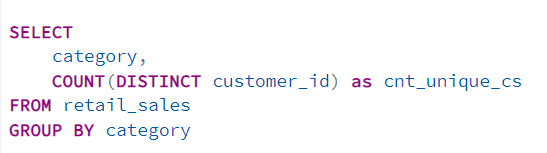 SELECT
    category,
    COUNT(DISTINCT customer_id) as cnt_unique_cs
FROM retail_sales
GROUP BY category